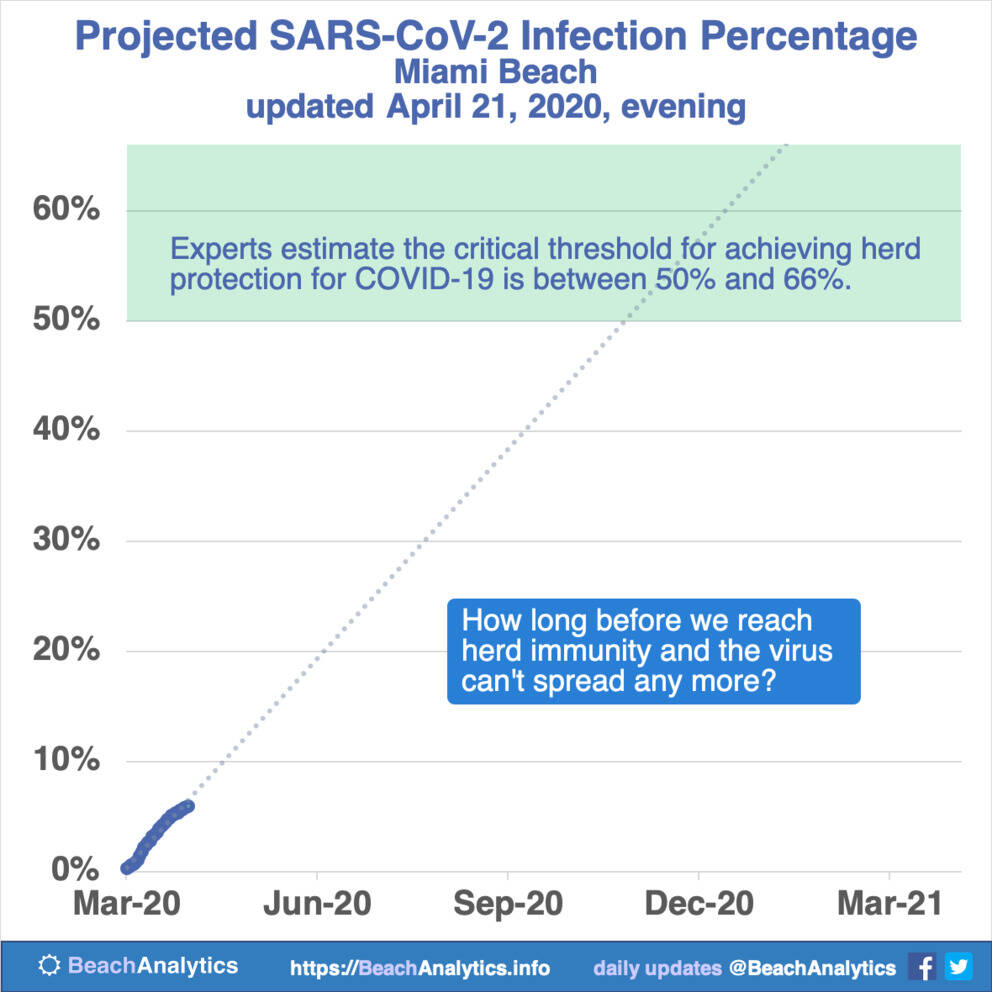 Projected SARS-CoV-2 Infection Percentage
Miami Beach
updated April 21, 2020, evening
60%
Experts estimate the critical threshold for achieving herd
protection for COVID-19 is between 50% and 66%.
50%
40%
30%
How long before we reach
herd immunity and the virus
can't spread any more?
20%
10%
0%
Mar-20 Jun-20 Sep-20 Dec-20 Mar-21
BeachAnalytics https://BeachAnalytics.info daily updates @BeachAnalytics